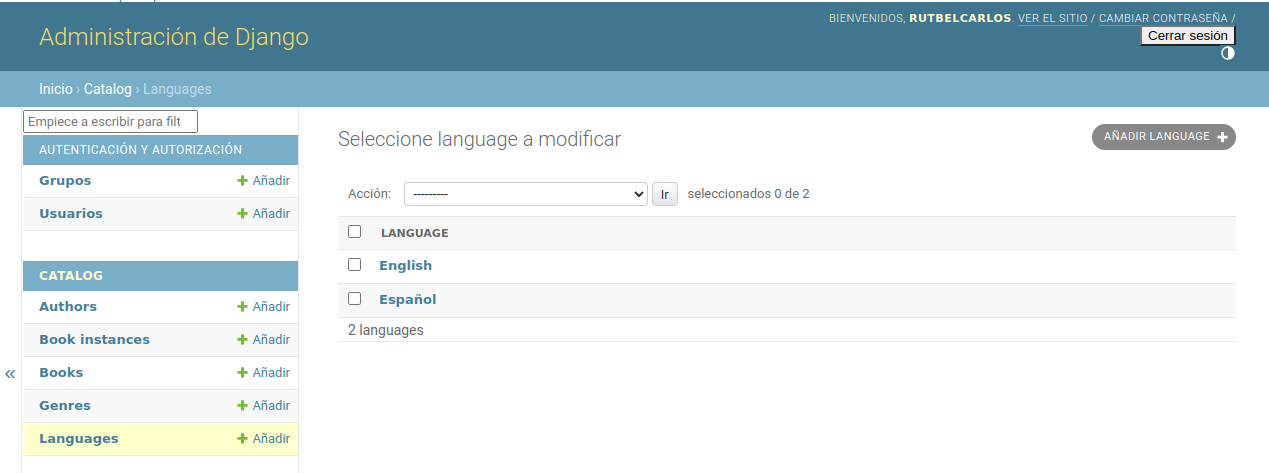 BIENVENIDOS, RUTBELCARLOS. VER EL SITIO / CAMBIAR CONTRASEÑA /
Administración de Django
Cerrar sesión
Inicio › Catalog › Languages
Empiece a escribir para filt
AUTENTICACIÓN Y AUTORIZACIÓN
Grupos Añadir
Usuarios Añadir
CATALOG
Authors Añadir
Book instances Añadir
Books Añadir
Genres Añadir
Languages Añadir
«
Seleccione language a modificar
AÑADIR LANGUAGE
Acción: --------- Ir seleccionados 0 de 2
LANGUAGE
English
Español
2 languages